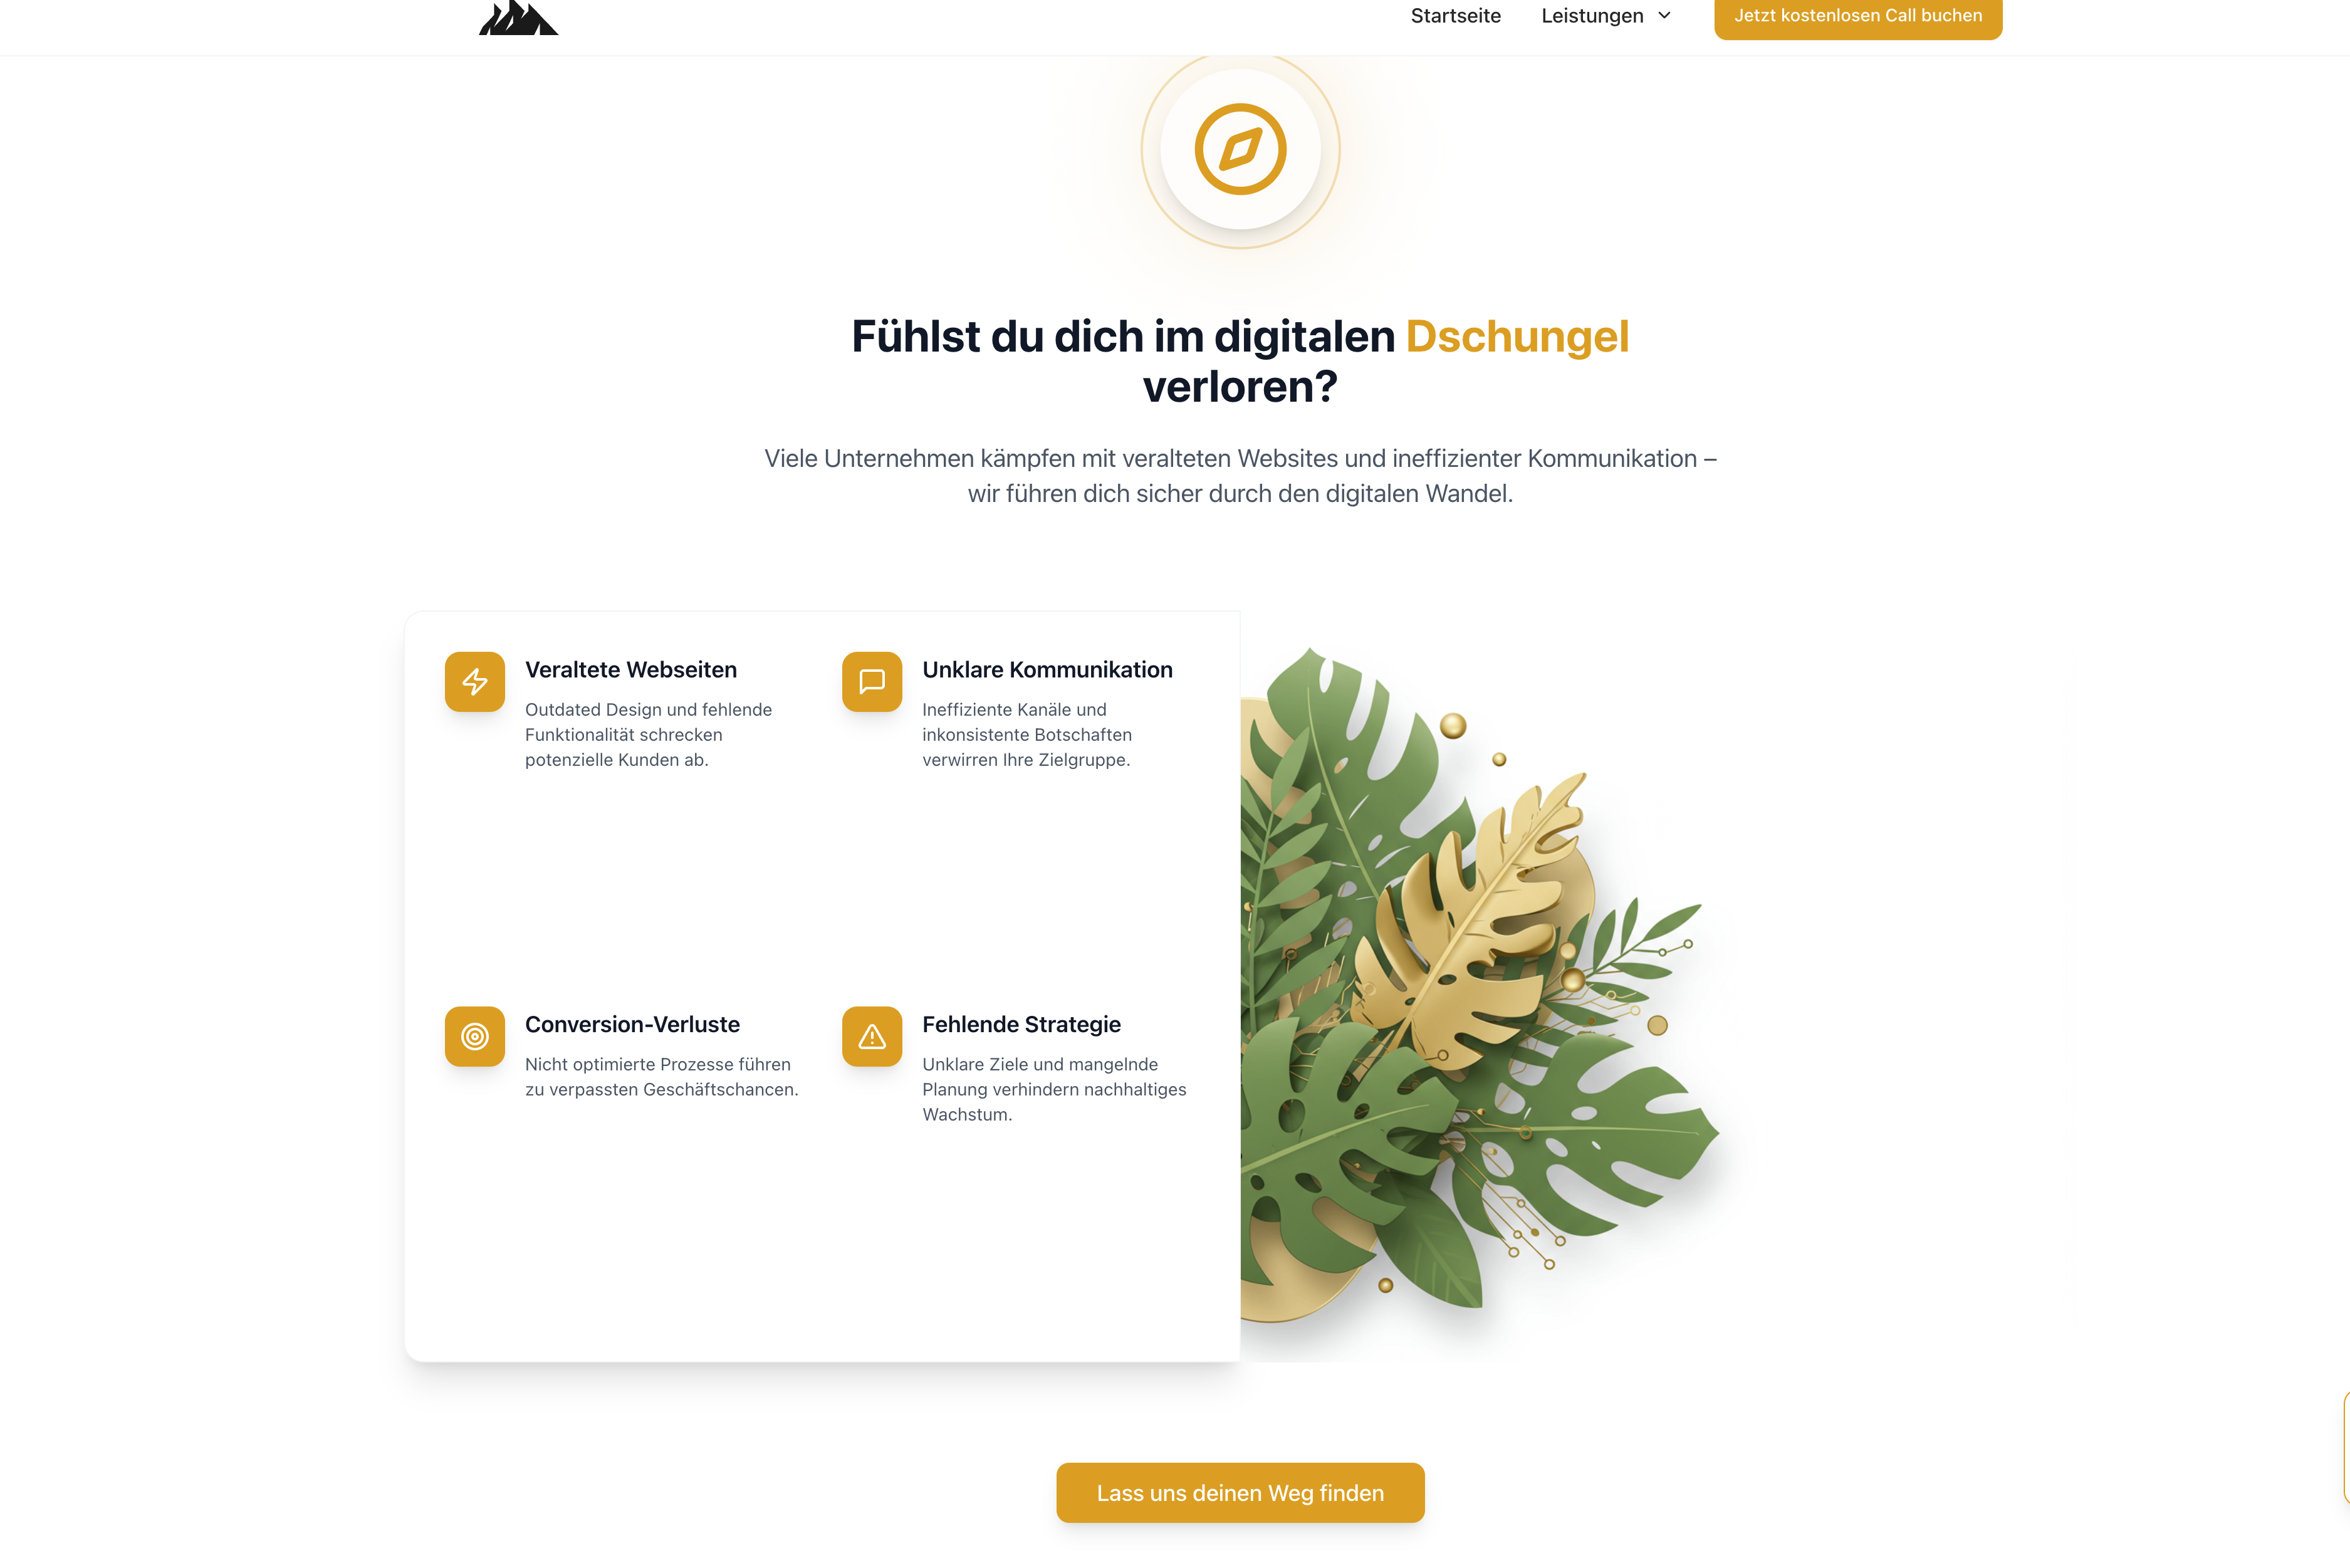 Startseite
Leistungen
Jetzt kostenlosen Call buchen
Fühlst du dich im digitalen Dschungel
verloren?
Viele Unternehmen kämpfen mit veralteten Websites und ineffizienter Kommunikation –
wir führen dich sicher durch den digitalen Wandel.
Veraltete Webseiten
Outdated Design und fehlende
Funktionalität schrecken
potenzielle Kunden ab.
Unklare Kommunikation
Ineffiziente Kanäle und
inkonsistente Botschaften
verwirren Ihre Zielgruppe.
Conversion-Verluste
Nicht optimierte Prozesse führen
zu verpassten Geschäftschancen.
Fehlende Strategie
Unklare Ziele und mangelnde
Planung verhindern nachhaltiges
Wachstum.
Lass uns deinen Weg finden